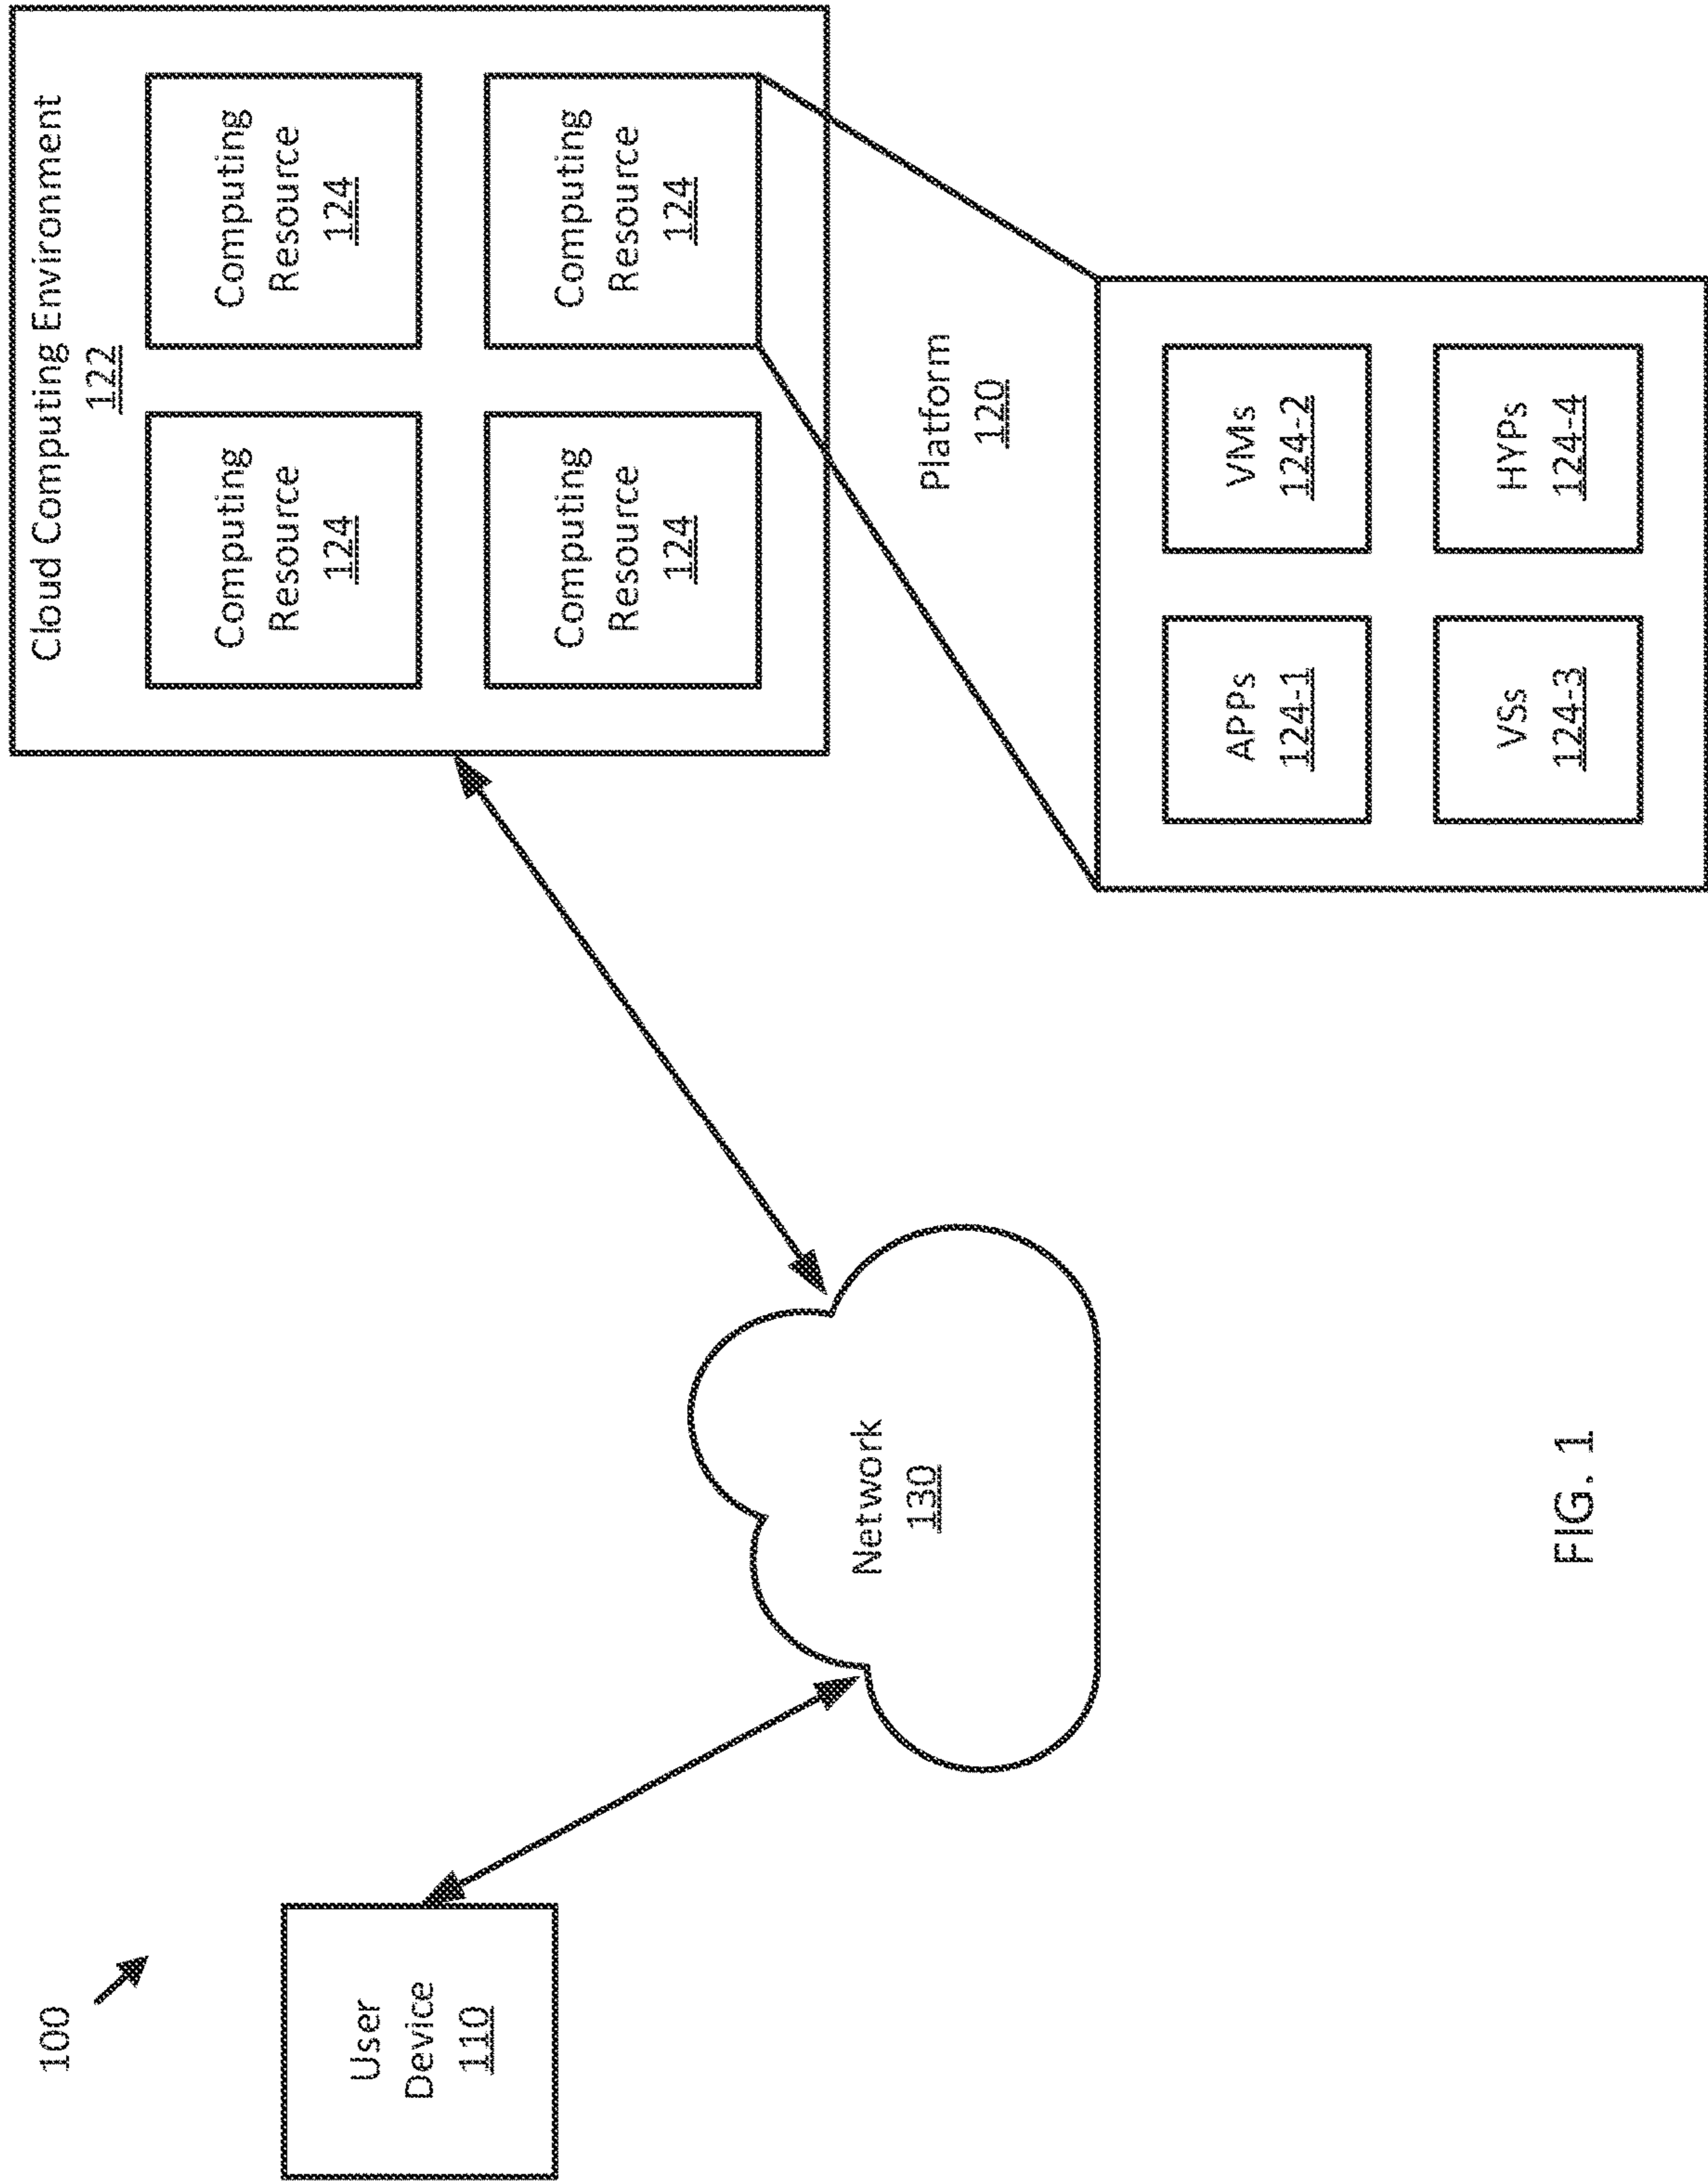 100
Cloud Computing Environment
122
Computing
Resource
124
Computing
Resource
124
Computing
Resource
124
Computing
Resource
124
User
Device
110
Network
130
Platform
120
APPs
124-1
VMs
124-2
VSs
124-3
HYPs
124-4
FIG. 1